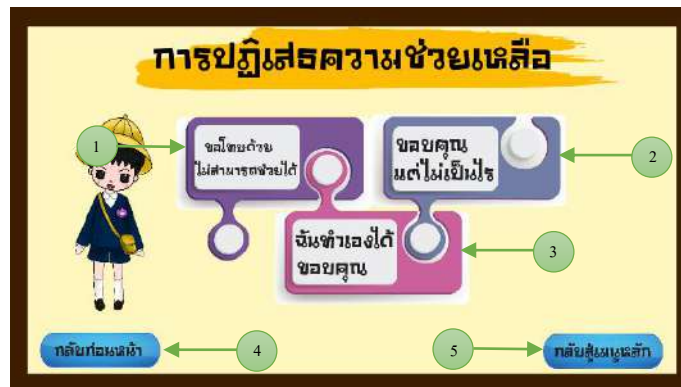 การปฏิเสธความช่วยเหลือ
1
ขอโทษด้วย
ไม่สามารถช่วยได้
ขอบคุณ
แต่ไม่เป็นไร
2
ฉันทำเองได้
ขอบคุณ
3
กลับก่อนหน้า
4
5
กลับสู่เมนูหลัก